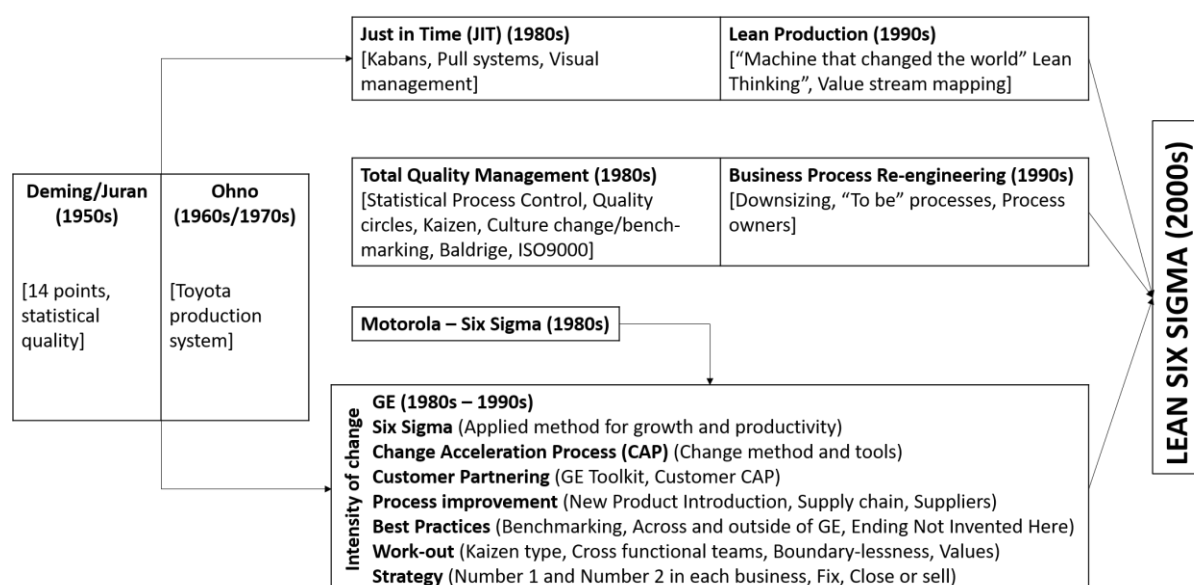 Just in Time (JIT) (1980s)
[Kabans, Pull systems, Visual
management]
Lean Production (1990s)
[“Machine that changed the world” Lean
Thinking”, Value stream mapping]
Deming/Juran
(1950s)
[14 points,
statistical
quality]
Ohno
(1960s/1970s)
[Toyota
production
system]
Total Quality Management (1980s)
[Statistical Process Control, Quality
circles, Kaizen, Culture change/bench-
marking, Baldrige, ISO9000]
Business Process Re-engineering (1990s)
[Downsizing, “To be” processes, Process
owners]
Motorola – Six Sigma (1980s)
Intensity of change
GE (1980s – 1990s)
Six Sigma (Applied method for growth and productivity)
Change Acceleration Process (CAP) (Change method and tools)
Customer Partnering (GE Toolkit, Customer CAP)
Process improvement (New Product Introduction, Supply chain, Suppliers)
Best Practices (Benchmarking, Across and outside of GE, Ending Not Invented Here)
Work-out (Kaizen type, Cross functional teams, Boundary-lessness, Values)
Strategy (Number 1 and Number 2 in each business, Fix, Close or sell)
LEAN SIX SIGMA (2000s)